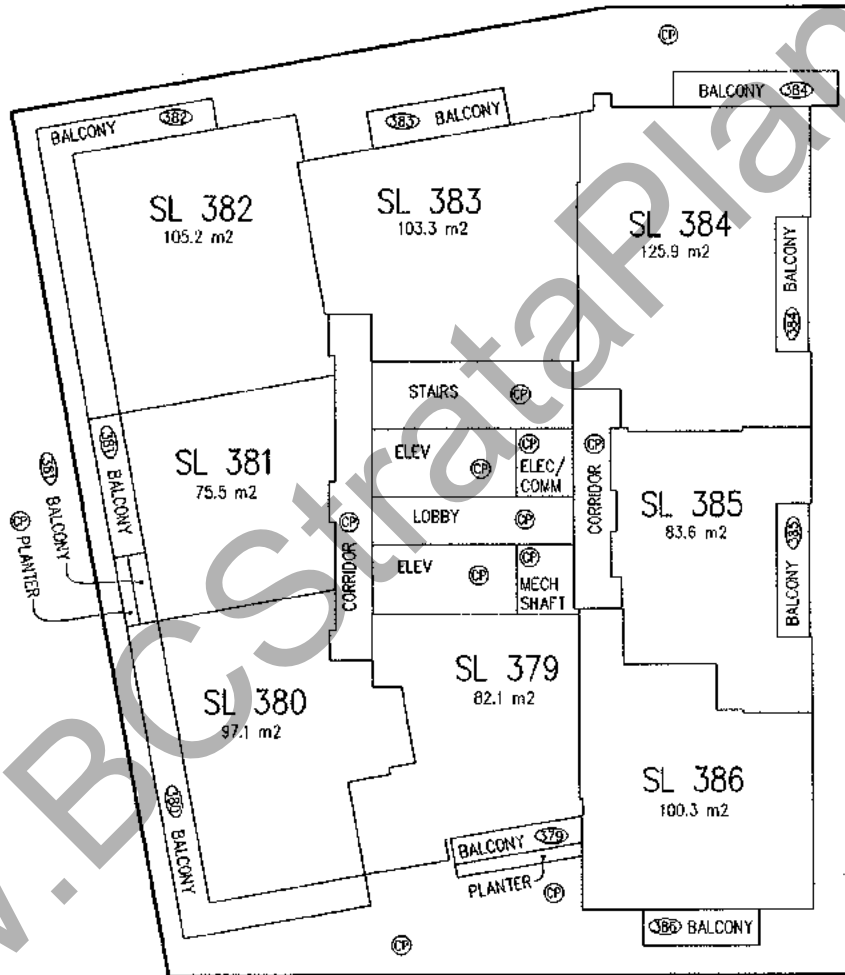 CP
BALCONY 384
BALCONY 382
383 BALCONY
SL 382
105.2 m2
SL 383
103.3 m2
SL 384
125.9 m2
BALCONY 384
STAIRS CP
ELEV CP
CP ELEC/
COMM
LOBBY CP
ELEV CP
CP
MECH
SHAFT
CORRIDOR CP
CORRIDOR CP
381 BALCONY
381 BALCONY
CP PLANTER
SL 381
75.5 m2
SL 385
83.6 m2
BALCONY 385
SL 380
97.1 m2
SL 379
82.1 m2
SL 386
100.3 m2
380 BALCONY
BALCONY 379
PLANTER CP
386 BALCONY
CP
.BCStrataPlan